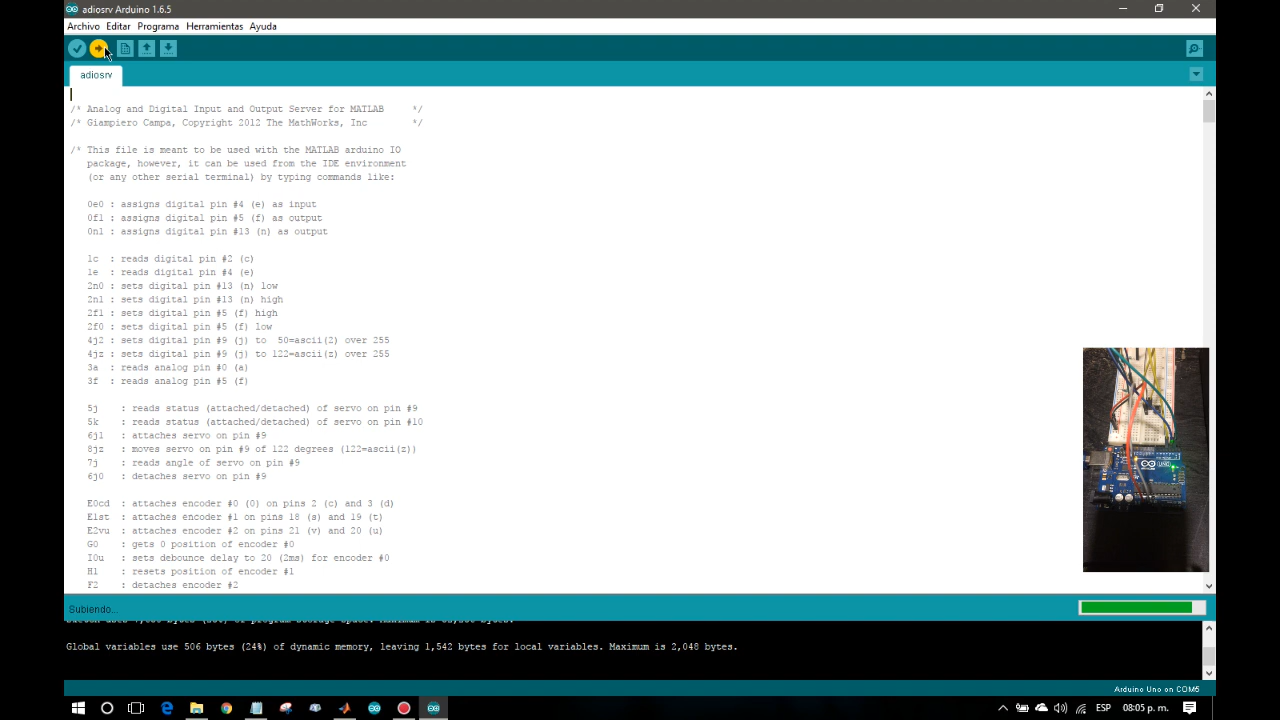 adiosrv Arduino 1.6.5
Archivo Editar Programa Herramientas Ayuda
adiosrv
/* Analog and Digital Input and Output Server for MATLAB */
/* Giampiero Campa, Copyright 2012 The MathWorks, Inc */
/* This file is meant to be used with the MATLAB arduino IO
package, however, it can be used from the IDE environment
(or any other serial terminal) by typing commands like:
0e0 : assigns digital pin #4 (e) as input
0f1 : assigns digital pin #5 (f) as output
0n1 : assigns digital pin #13 (n) as output
1c : reads digital pin #2 (c)
1e : reads digital pin #4 (e)
2n0 : sets digital pin #13 (n) low
2n1 : sets digital pin #13 (n) high
2f1 : sets digital pin #5 (f) high
2f0 : sets digital pin #5 (f) low
4j2 : sets digital pin #9 (j) to 50=ascii(2) over 255
4jz : sets digital pin #9 (j) to 122=ascii(z) over 255
3a : reads analog pin #0 (a)
3f : reads analog pin #5 (f)
5j : reads status (attached/detached) of servo on pin #9
5k : reads status (attached/detached) of servo on pin #10
6j1 : attaches servo on pin #9
8jz : moves servo on pin #9 of 122 degrees (122=ascii(z))
7j : reads angle of servo on pin #9
6j0 : detaches servo on pin #9
E0cd : attaches encoder #0 (0) on pins 2 (c) and 3 (d)
E1st : attaches encoder #1 on pins 18 (s) and 19 (t)
E2vu : attaches encoder #2 on pins 21 (v) and 20 (u)
G0 : gets 0 position of encoder #0
I0u : sets debounce delay to 20 (2ms) for encoder #0
H1 : resets position of encoder #1
F2 : detaches encoder #2
UNO
Subiendo...
Global variables use 506 bytes (24%) of dynamic memory, leaving 1,542 bytes for local variables. Maximum is 2,048 bytes.
Arduino Uno on COM6
ESP 08:05 p. m.